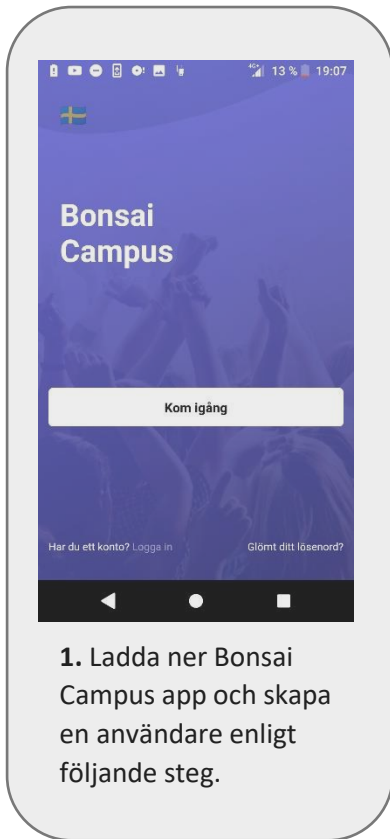 4G+ 13 % 19:07
Bonsai
Campus
Kom igång
Har du ett konto? Logga in Glömt ditt lösenord?
1. Ladda ner Bonsai
Campus app och skapa
en användare enligt
följande steg.